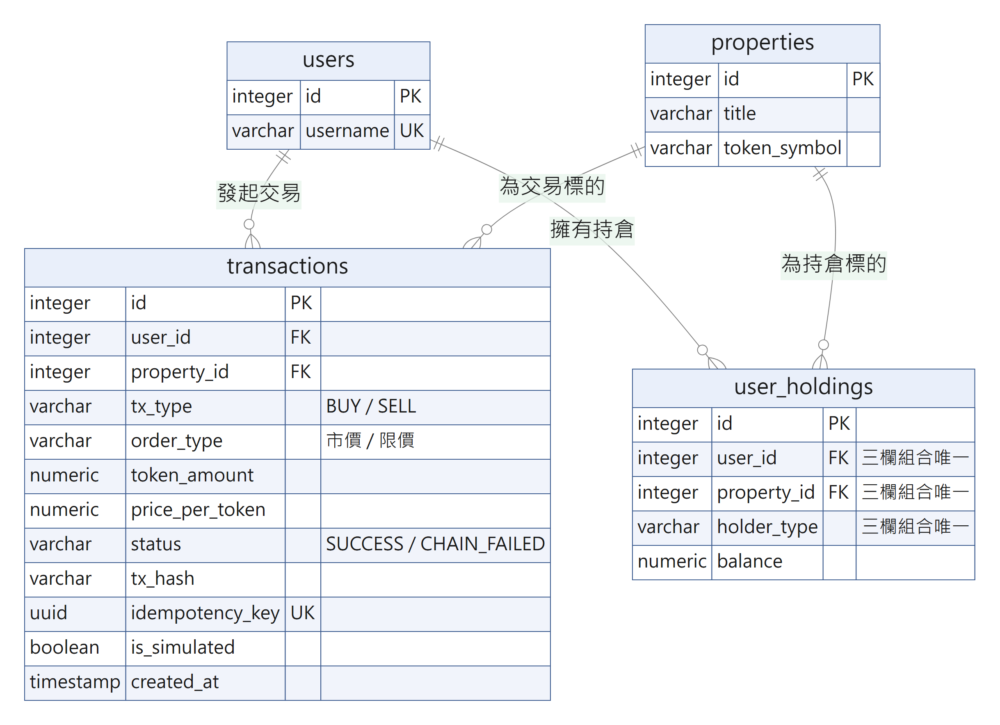 users
integer id PK
varchar username UK
properties
integer id PK
varchar title
varchar token_symbol
發起交易
為交易標的
擁有持倉
為持倉標的
transactions
integer id PK
integer user_id FK
integer property_id FK
varchar tx_type BUY / SELL
varchar order_type 市價 / 限價
numeric token_amount
numeric price_per_token
varchar status SUCCESS / CHAIN_FAILED
varchar tx_hash
uuid idempotency_key UK
boolean is_simulated
timestamp created_at
user_holdings
integer id PK
integer user_id FK 三欄組合唯一
integer property_id FK 三欄組合唯一
varchar holder_type 三欄組合唯一
numeric balance